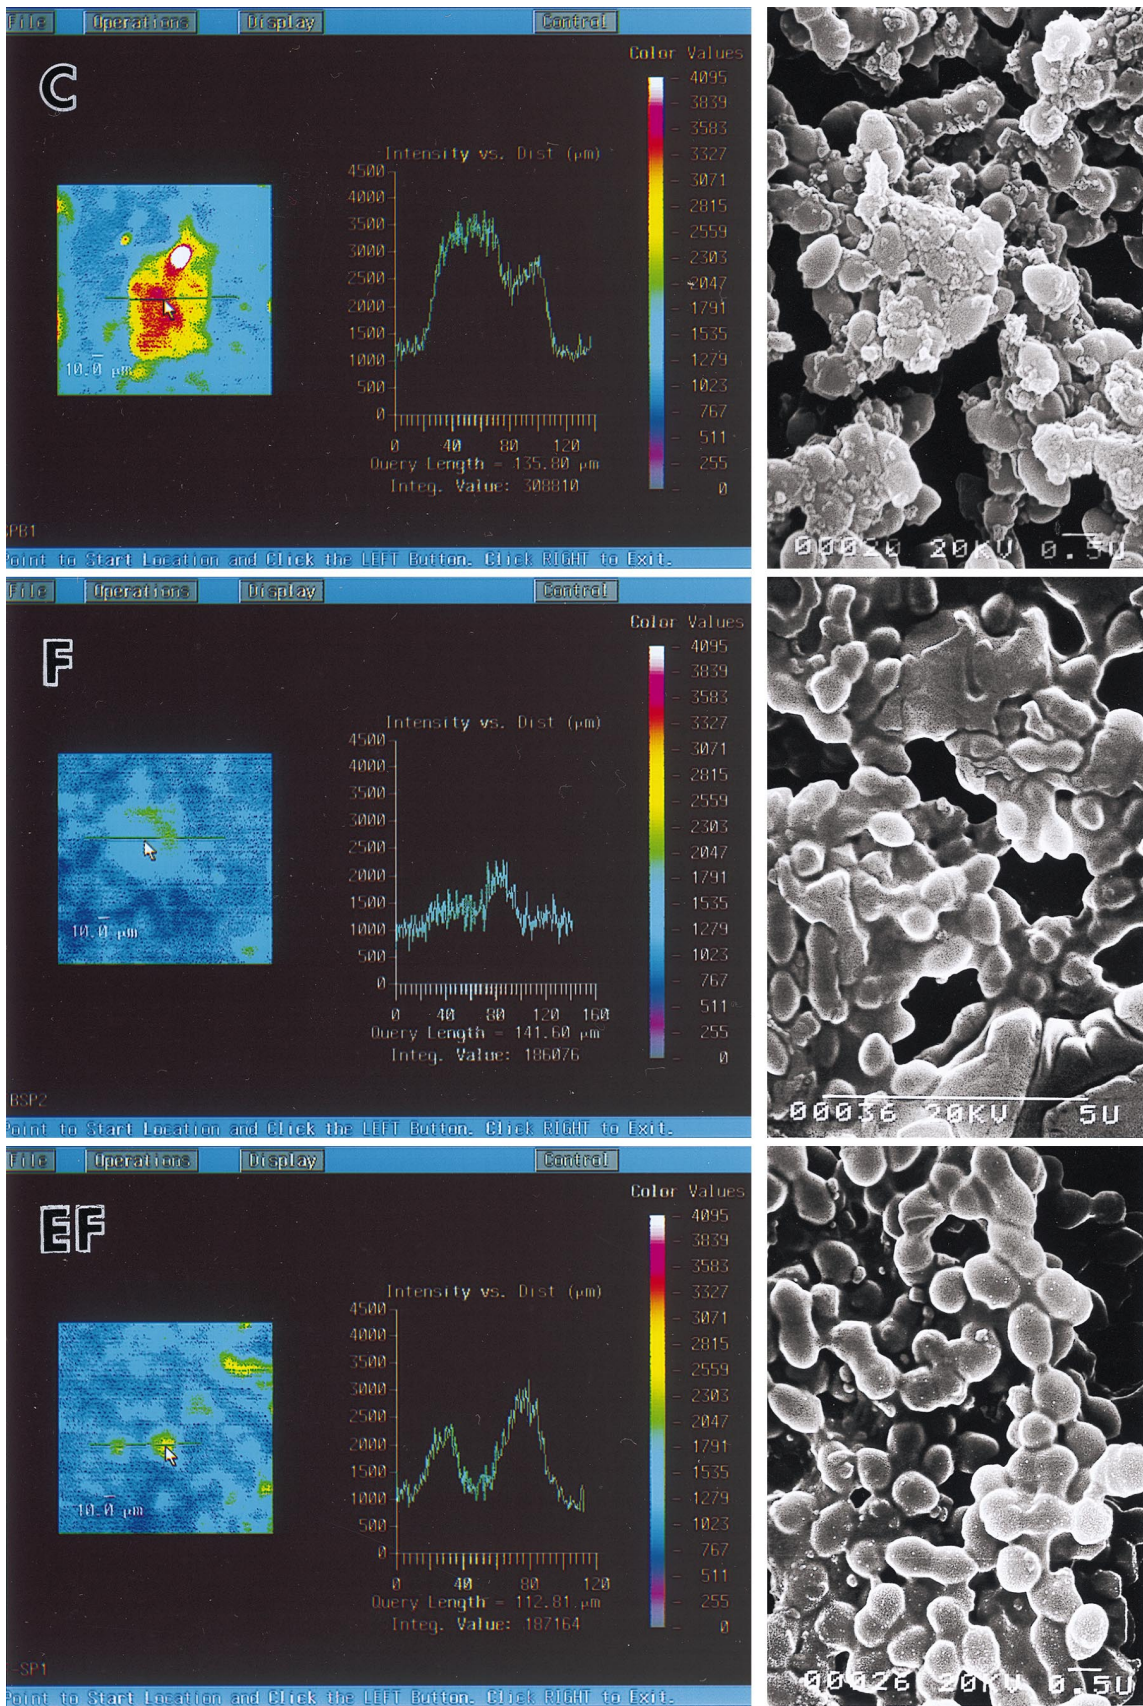 File Operations Display Control
Color Values
C
4095
3839
3583
Intensity vs. Dist (µm)
3327
3071
2815
2559
2303
2047
1791
1535
1279
1023
767
511
255
0
4500
4000
3500
3000
2500
2000
1500
1000
500
0
10.0 µm
0 40 80 120
Query Length = 135.80 µm
Integ. Value: 308810
SPB1
Point to Start Location and Click the LEFT Button. Click RIGHT to Exit.
00020 20KV 0.5U
File Operations Display Control
Color Values
F
4095
3839
3583
Intensity vs. Dist (µm)
3327
3071
2815
2559
2303
2047
1791
1535
1279
1023
767
511
255
0
4500
4000
3500
3000
2500
2000
1500
1000
500
0
10.0 µm
0 40 80 120 160
Query Length = 141.60 µm
Integ. Value: 186076
BSP2
Point to Start Location and Click the LEFT Button. Click RIGHT to Exit.
00036 20KV 5U
File Operations Display Control
Color Values
EF
4095
3839
3583
Intensity vs. Dist (µm)
3327
3071
2815
2559
2303
2047
1791
1535
1279
1023
767
511
255
0
4500
4000
3500
3000
2500
2000
1500
1000
500
0
10.0 µm
0 40 80 120
Query Length = 112.81 µm
Integ. Value: 187164
-SP1
Point to Start Location and Click the LEFT Button. Click RIGHT to Exit.
00026 20KV 0.5U